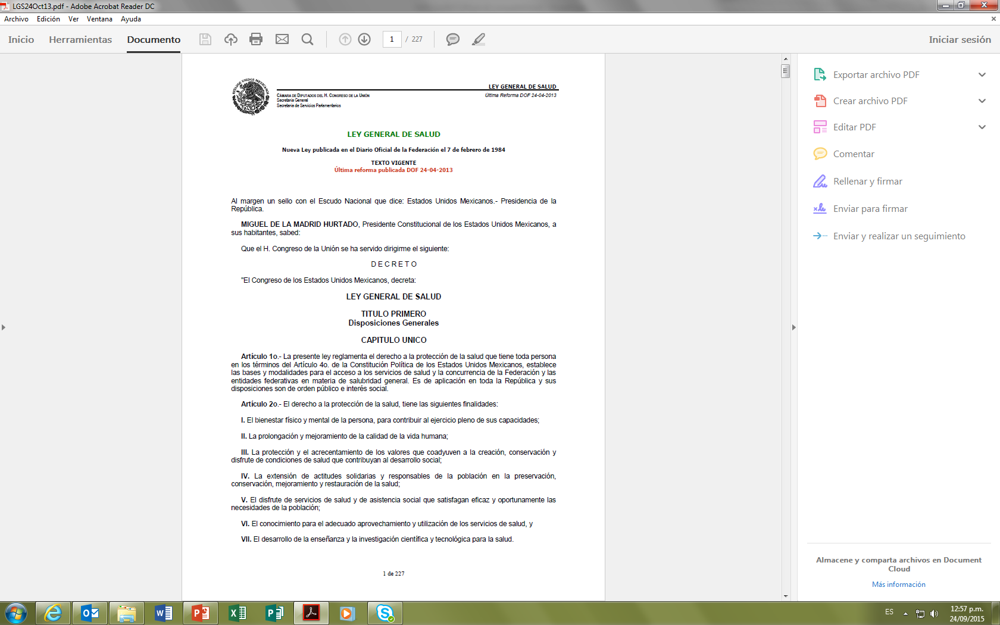 LGS24Oct13.pdf - Adobe Acrobat Reader DC
Archivo Edición Ver Ventana Ayuda
Inicio Herramientas Documento 1 / 227 Iniciar sesión
ESTADOS UNIDOS MEXICANOS
LEY GENERAL DE SALUD
CÁMARA DE DIPUTADOS DEL H. CONGRESO DE LA UNIÓN
Última Reforma DOF 24-04-2013
Secretaría General
Secretaría de Servicios Parlamentarios
LEY GENERAL DE SALUD
Nueva Ley publicada en el Diario Oficial de la Federación el 7 de febrero de 1984
TEXTO VIGENTE
Última reforma publicada DOF 24-04-2013
Al margen un sello con el Escudo Nacional que dice: Estados Unidos Mexicanos.- Presidencia de la
República.
MIGUEL DE LA MADRID HURTADO, Presidente Constitucional de los Estados Unidos Mexicanos, a
sus habitantes, sabed:
Que el H. Congreso de la Unión se ha servido dirigirme el siguiente:
D E C R E T O
"El Congreso de los Estados Unidos Mexicanos, decreta:
LEY GENERAL DE SALUD
TITULO PRIMERO
Disposiciones Generales
CAPITULO UNICO
Artículo 1o.- La presente ley reglamenta el derecho a la protección de la salud que tiene toda persona
en los términos del Artículo 4o. de la Constitución Política de los Estados Unidos Mexicanos, establece
las bases y modalidades para el acceso a los servicios de salud y la concurrencia de la Federación y las
entidades federativas en materia de salubridad general. Es de aplicación en toda la República y sus
disposiciones son de orden público e interés social.
Artículo 2o.- El derecho a la protección de la salud, tiene las siguientes finalidades:
I. El bienestar físico y mental de la persona, para contribuir al ejercicio pleno de sus capacidades;
II. La prolongación y mejoramiento de la calidad de la vida humana;
III. La protección y el acrecentamiento de los valores que coadyuven a la creación, conservación y
disfrute de condiciones de salud que contribuyan al desarrollo social;
IV. La extensión de actitudes solidarias y responsables de la población en la preservación,
conservación, mejoramiento y restauración de la salud;
V. El disfrute de servicios de salud y de asistencia social que satisfagan eficaz y oportunamente las
necesidades de la población;
VI. El conocimiento para el adecuado aprovechamiento y utilización de los servicios de salud, y
VII. El desarrollo de la enseñanza y la investigación científica y tecnológica para la salud.
1 de 227
Exportar archivo PDF
Crear archivo PDF
Editar PDF
Comentar
Rellenar y firmar
Enviar para firmar
Enviar y realizar un seguimiento
Almacene y comparta archivos en Document
Cloud
Más información
ES
12:57 p.m.
24/09/2015